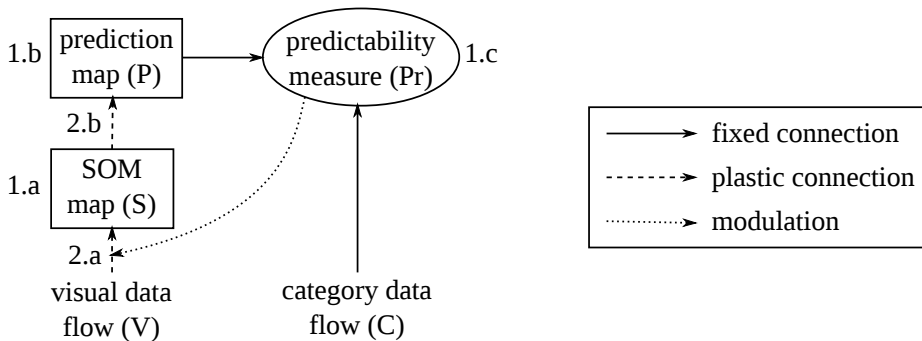 1.b
prediction
map (P)
predictability
measure (Pr)
1.c
2.b
1.a
SOM
map (S)
2.a
visual data
flow (V)
category data
flow (C)
fixed connection
plastic connection
modulation